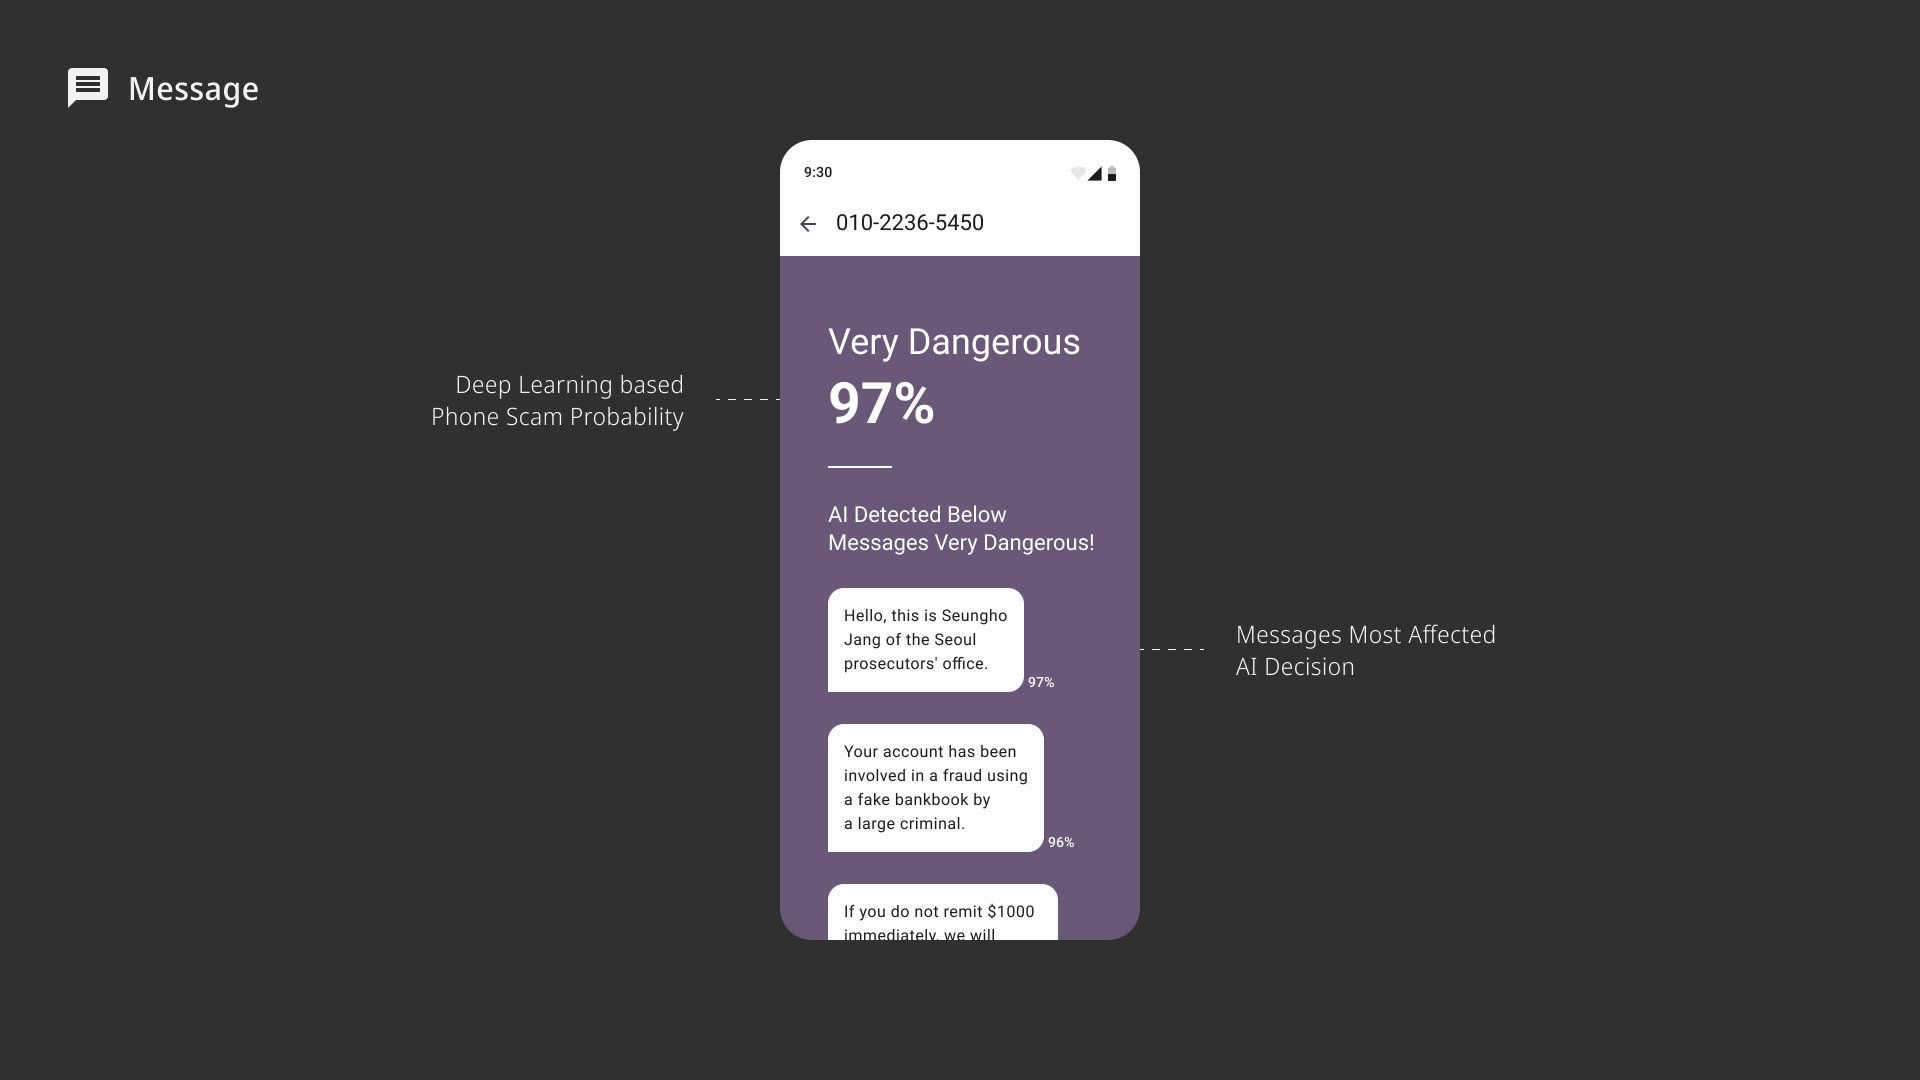 Message
9:30
010-2236-5450
Very Dangerous
97%
Deep Learning based
Phone Scam Probability
AI Detected Below
Messages Very Dangerous!
Hello, this is Seungho
Jang of the Seoul
prosecutors' office.
97%
Messages Most Affected
AI Decision
Your account has been
involved in a fraud using
a fake bankbook by
a large criminal.
96%
If you do not remit $1000
immediately, we will